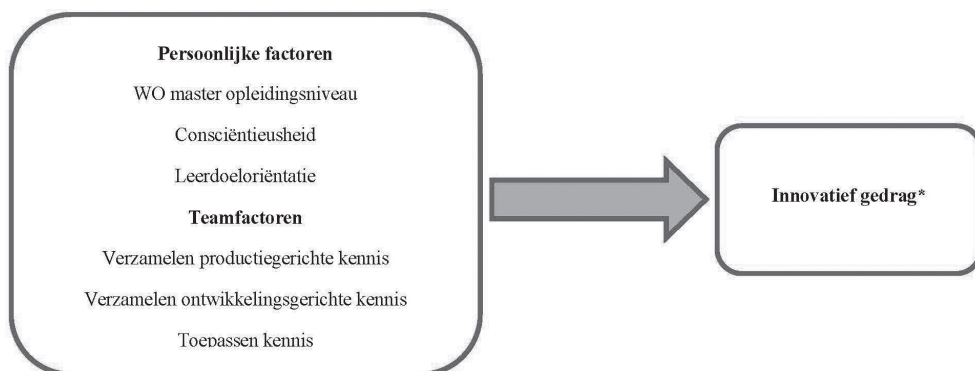 Persoonlijke factoren
WO master opleidingsniveau
Consciëntieusheid
Leerdoeloriëntatie
Teamfactoren
Verzamelen productiegerichte kennis
Verzamelen ontwikkelingsgerichte kennis
Toepassen kennis
Innovatief gedrag*